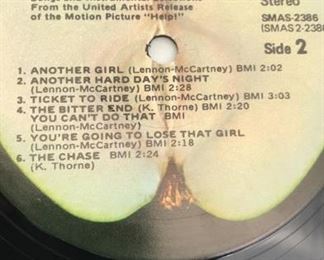 From the United Artists Release
of the Motion Picture "Help!"
Stereo
SMAS-2386
(SMAS 2-2386
Side 2
1. ANOTHER GIRL (Lennon-McCartney) BMI 2:02
2. ANOTHER HARD DAY'S NIGHT
(Lennon-McCartney) BMI 2:28
3. TICKET TO RIDE (Lennon-McCartney) BMI 3:03
4. THE BITTER END (K. Thorne) BMI 2:20
YOU CAN'T DO THAT BMI
(Lennon-McCartney)
5. YOU'RE GOING TO LOSE THAT GIRL
(Lennon-McCartney) BMI 2:18
6. THE CHASE BMI 2:24
(K. Thorne)